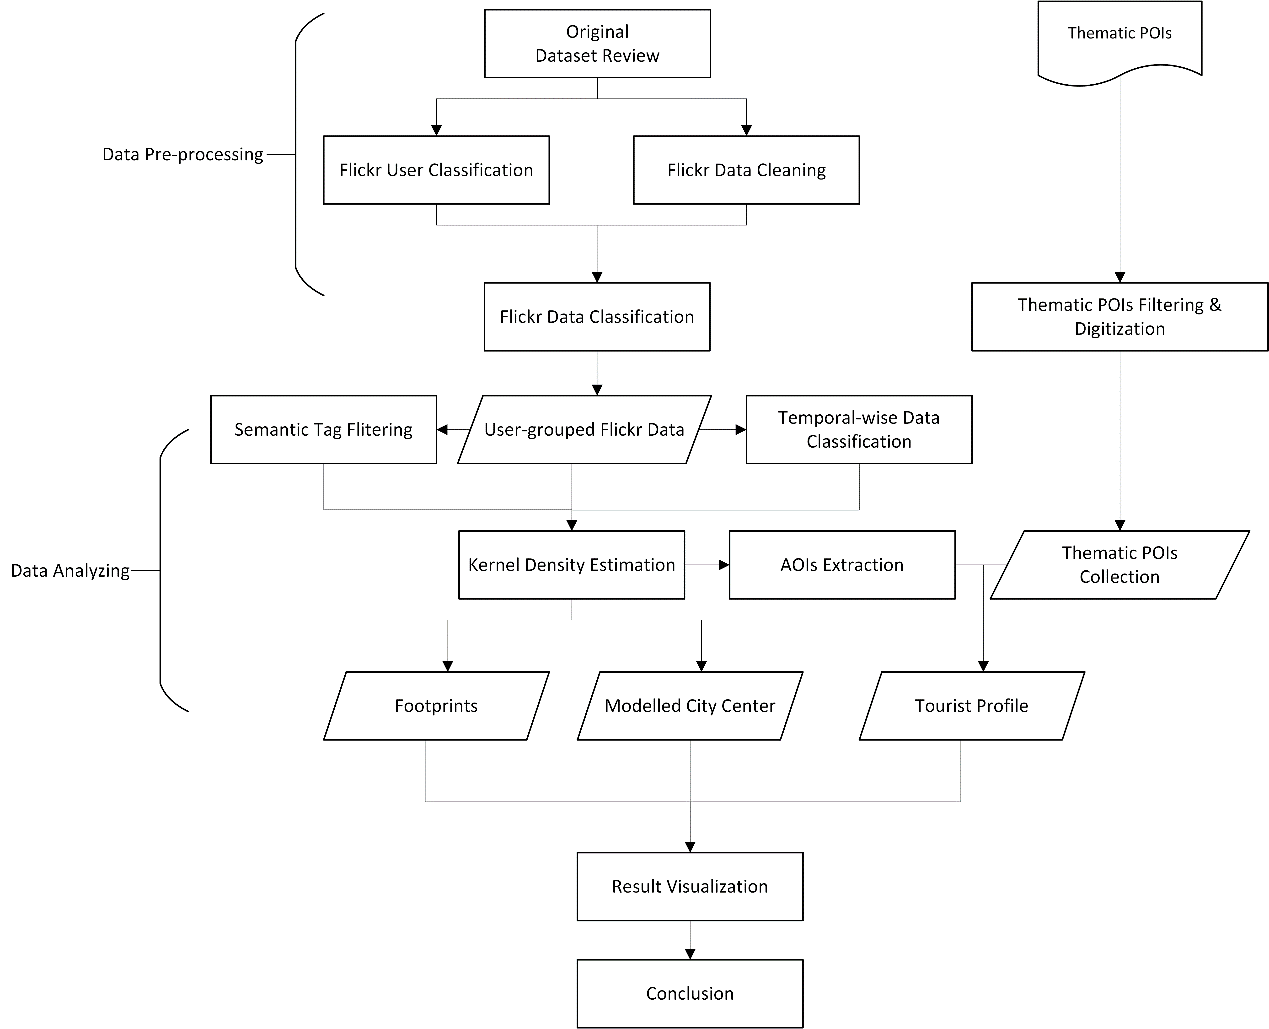 Original
Dataset Review
Thematic POIs
Data Pre-processing
Flickr User Classification
Flickr Data Cleaning
Flickr Data Classification
Thematic POIs Filtering &
Digitization
Semantic Tag Flitering
User-grouped Flickr Data
Temporal-wise Data
Classification
Data Analyzing
Kernel Density Estimation
AOIs Extraction
Thematic POIs
Collection
Footprints
Modelled City Center
Tourist Profile
Result Visualization
Conclusion